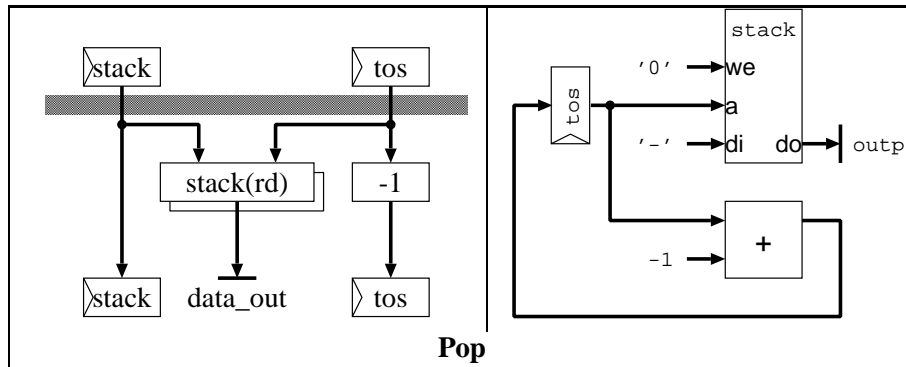 stack
tos
stack(rd)
-1
stack
data_out
tos
stack
'0'
we
tos
a
'-'
di
do
outp
+
-1
Pop